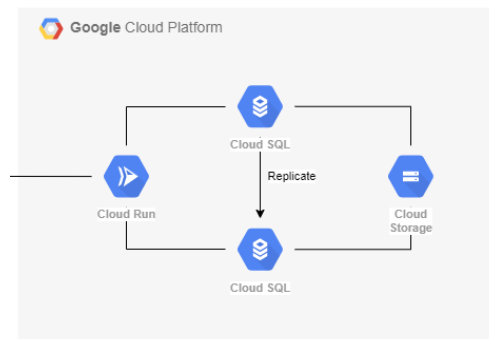 Google Cloud Platform
Cloud SQL
Replicate
Cloud Run
Cloud
Storage
Cloud SQL